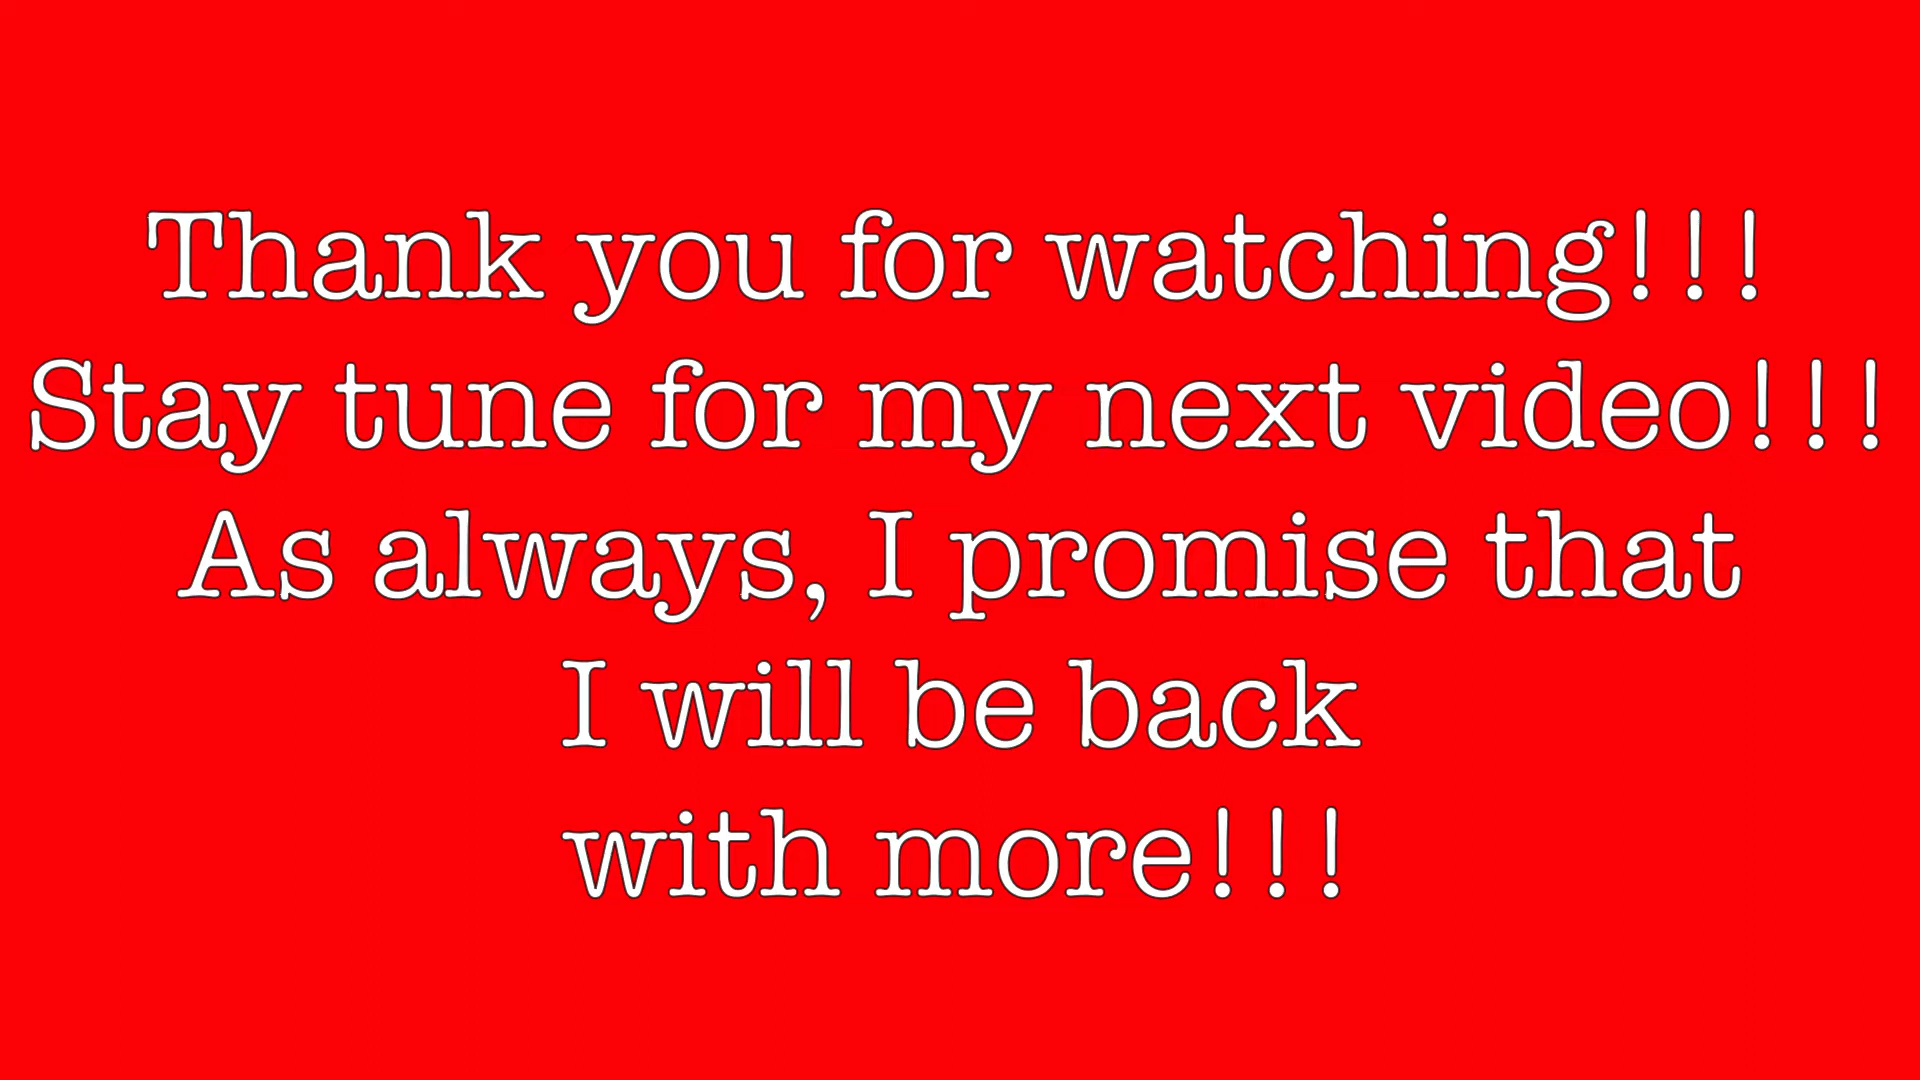 Thank you for watching!!!
Stay tune for my next video!!!
As always, I promise that
I will be back
with more!!!